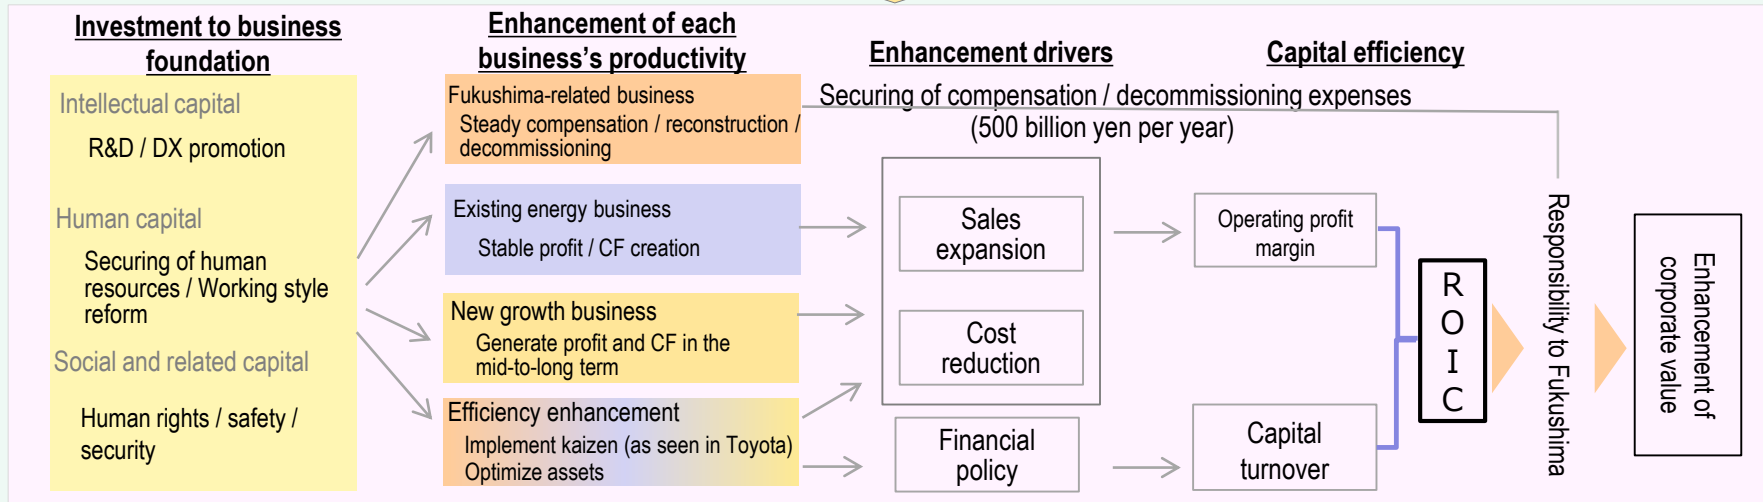 Investment to business
foundation
Intellectual capital
R&D / DX promotion
Human capital
Securing of human
resources / Working style
reform
Social and related capital
Human rights / safety /
security
Enhancement of each
business's productivity
Fukushima-related business
Steady compensation / reconstruction /
decommissioning
Existing energy business
Stable profit / CF creation
New growth business
Generate profit and CF in the
mid-to-long term
Efficiency enhancement
Implement kaizen (as seen in Toyota)
Optimize assets
Enhancement drivers
Securing of compensation / decommissioning expenses
(500 billion yen per year)
Sales
expansion
Cost
reduction
Financial
policy
Capital efficiency
Operating profit
margin
Capital
turnover
R
O
I
C
Responsibility to Fukushima
Enhancement of
corporate value